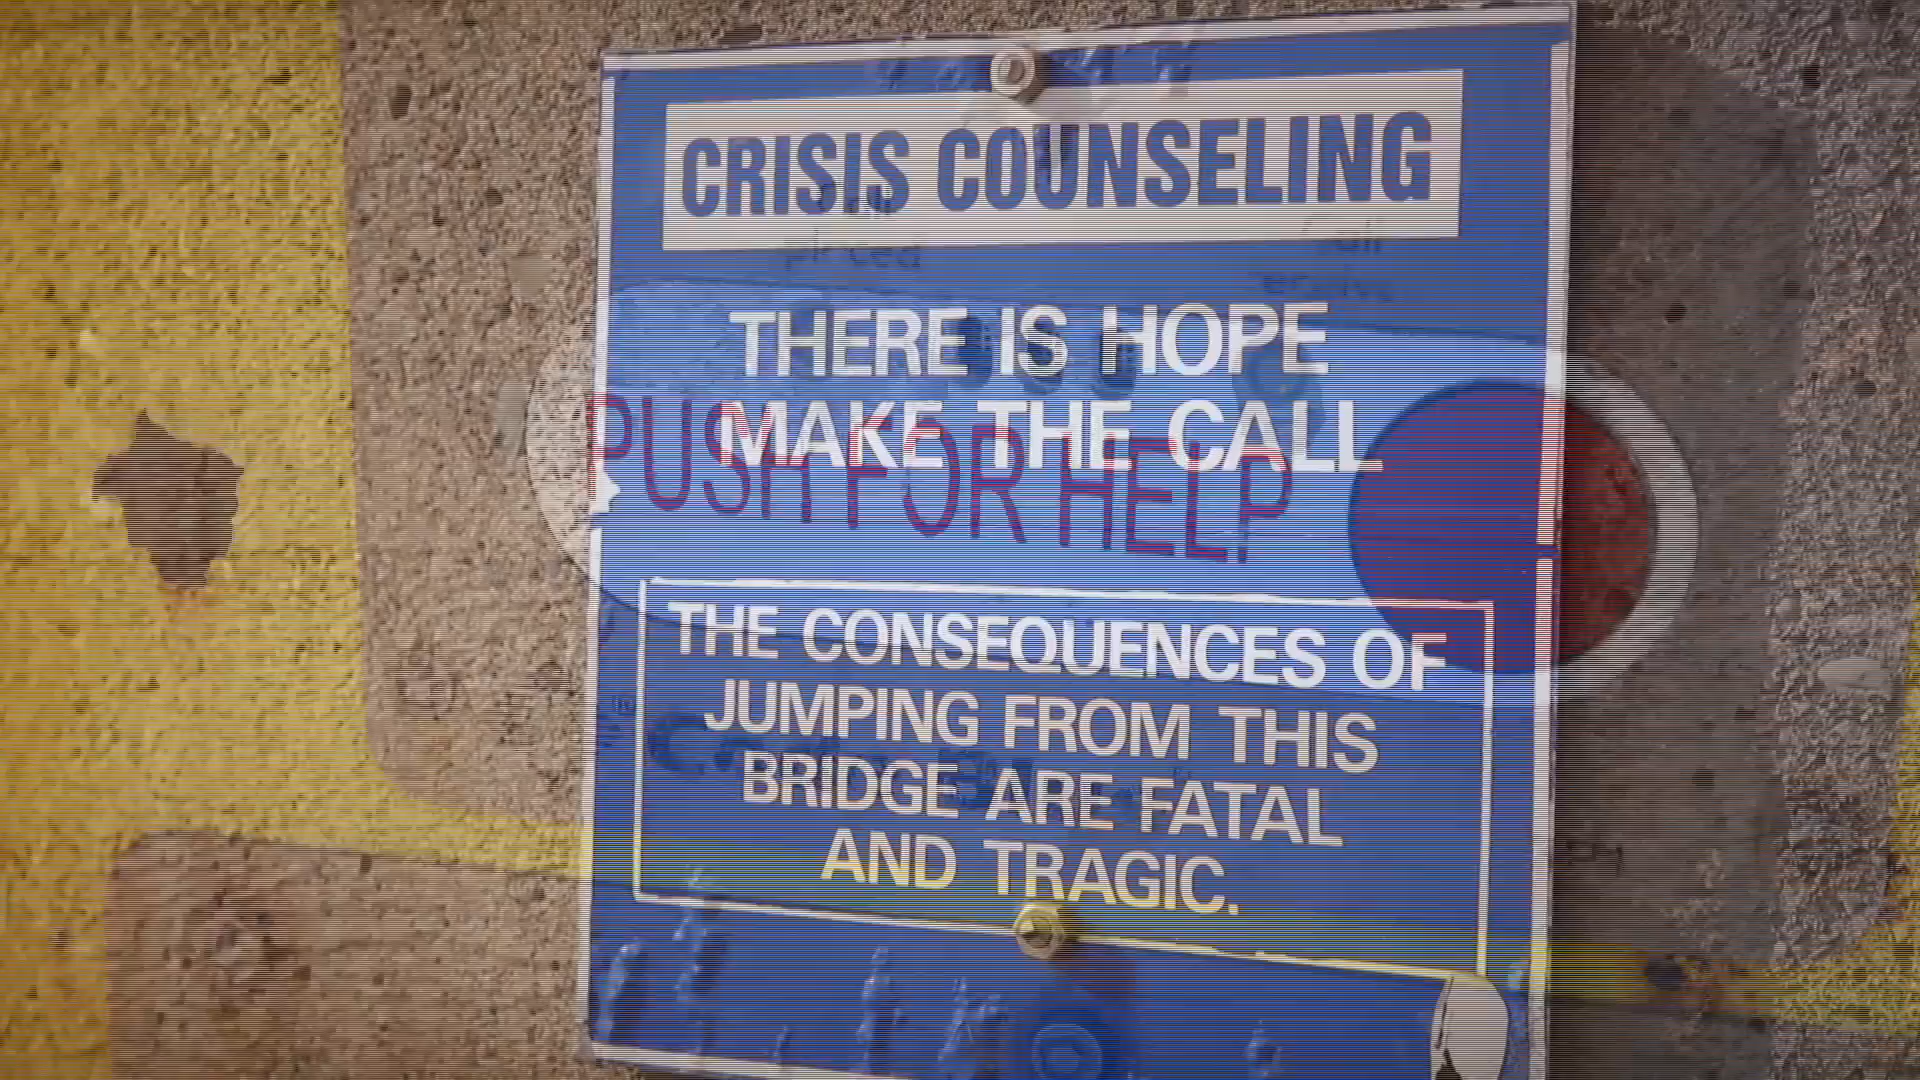 CRISIS COUNSELING
THERE IS HOPE
MAKE THE CALL
PUSH FOR HELP
THE CONSEQUENCES OF
JUMPING FROM THIS
BRIDGE ARE FATAL
AND TRAGIC.